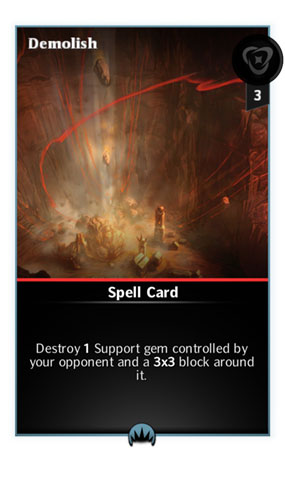 Demolish
3
Spell Card
Destroy 1 Support gem controlled by
your opponent and a 3x3 block around
it.